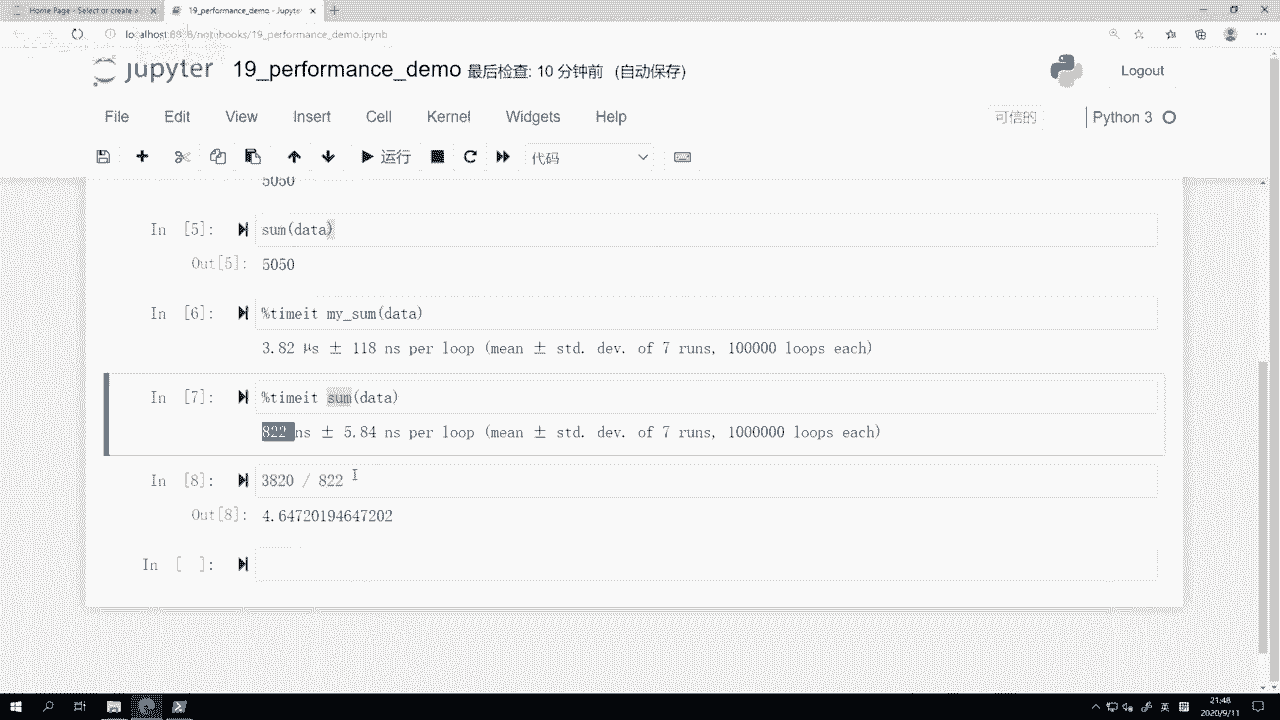 Home Page - Select or create a
19_performance_demo - Jupyter
localhost:8888/notebooks/19_performance_demo.ipynb
jupyter 19_performance_demo 最后检查: 10 分钟前 (自动保存)
Logout
File Edit View Insert Cell Kernel Widgets Help
可信的 Python 3
运行 代码
5050
In [5]: sum(data)
Out[5]: 5050
In [6]: %timeit my_sum(data)
3.82 µs ± 118 ns per loop (mean ± std. dev. of 7 runs, 100000 loops each)
In [7]: %timeit sum(data)
822 ns ± 5.84 ns per loop (mean ± std. dev. of 7 runs, 1000000 loops each)
In [8]: 3820 / 822
Out[8]: 4.64720194647202
In [ ]:
英
21:48
2020/9/11